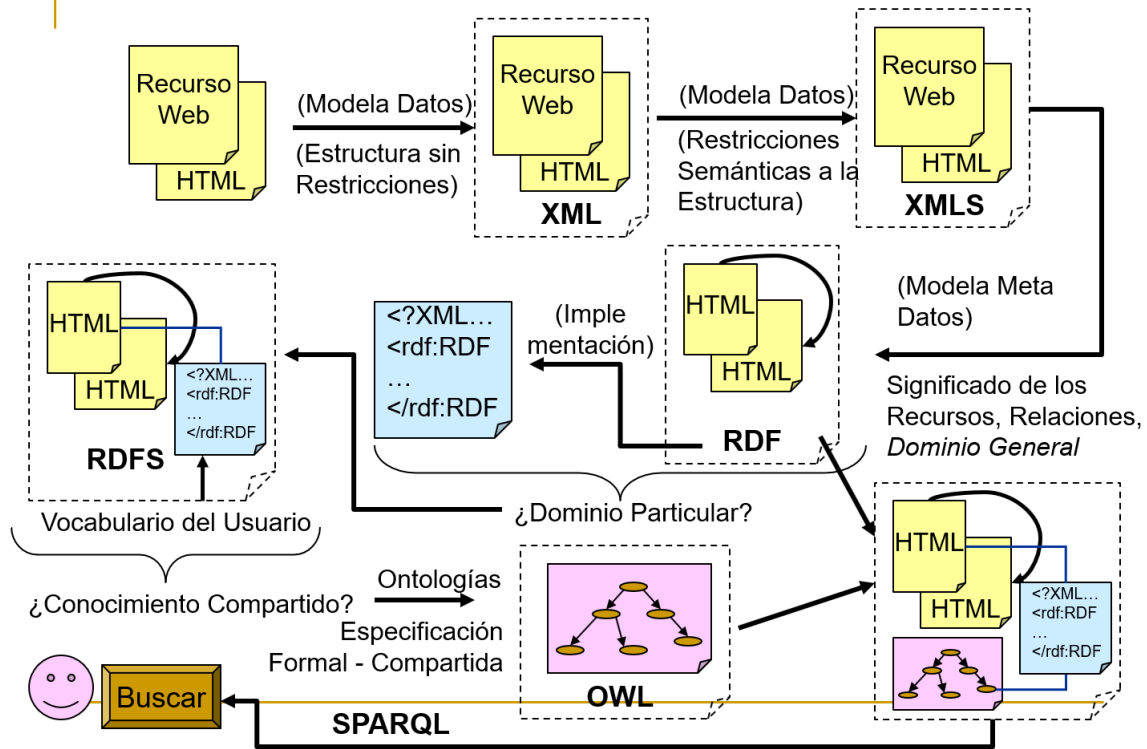 Recurso
Web
HTML
(Modela Datos)
(Estructura sin
Restricciones)
Recurso
Web
HTML
XML
(Modela Datos)
(Restricciones
Semánticas a la
Estructura)
Recurso
Web
HTML
XMLS
HTML
HTML
<?XML…
<rdf:RDF
…
</rdf:RDF
RDFS
Vocabulario del Usuario
<?XML…
<rdf:RDF
…
</rdf:RDF
(Imple
mentación)
HTML
HTML
RDF
(Modela Meta
Datos)
Significado de los
Recursos, Relaciones,
Dominio General
¿Dominio Particular?
¿Conocimiento Compartido?
Ontologías
Especificación
Formal - Compartida
OWL
HTML
HTML
<?XML…
<rdf:RDF
…
</rdf:RDF
Buscar
SPARQL